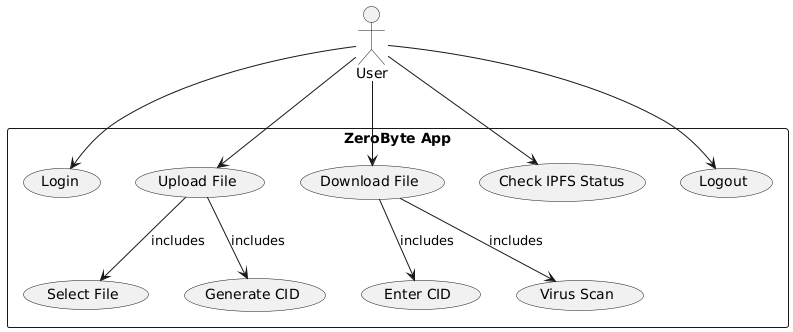 User
ZeroByte App
Login
Upload File
Download File
Check IPFS Status
Logout
includes
includes
includes
includes
Select File
Generate CID
Enter CID
Virus Scan